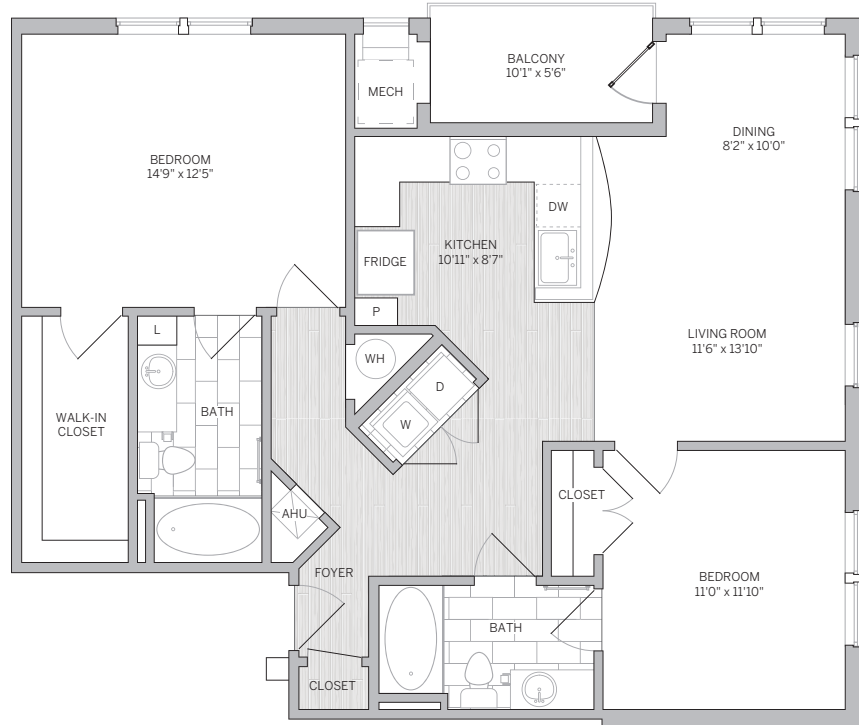 BALCONY
10'1" x 5'6"
MECH
DINING
8'2" x 10'0"
BEDROOM
14'9" x 12'5"
DW
KITCHEN
10'11" x 8'7"
FRIDGE
P
L
WH
LIVING ROOM
11'6" x 13'10"
D
W
WALK-IN
CLOSET
BATH
CLOSET
AHU
FOYER
BEDROOM
11'0" x 11'10"
BATH
CLOSET